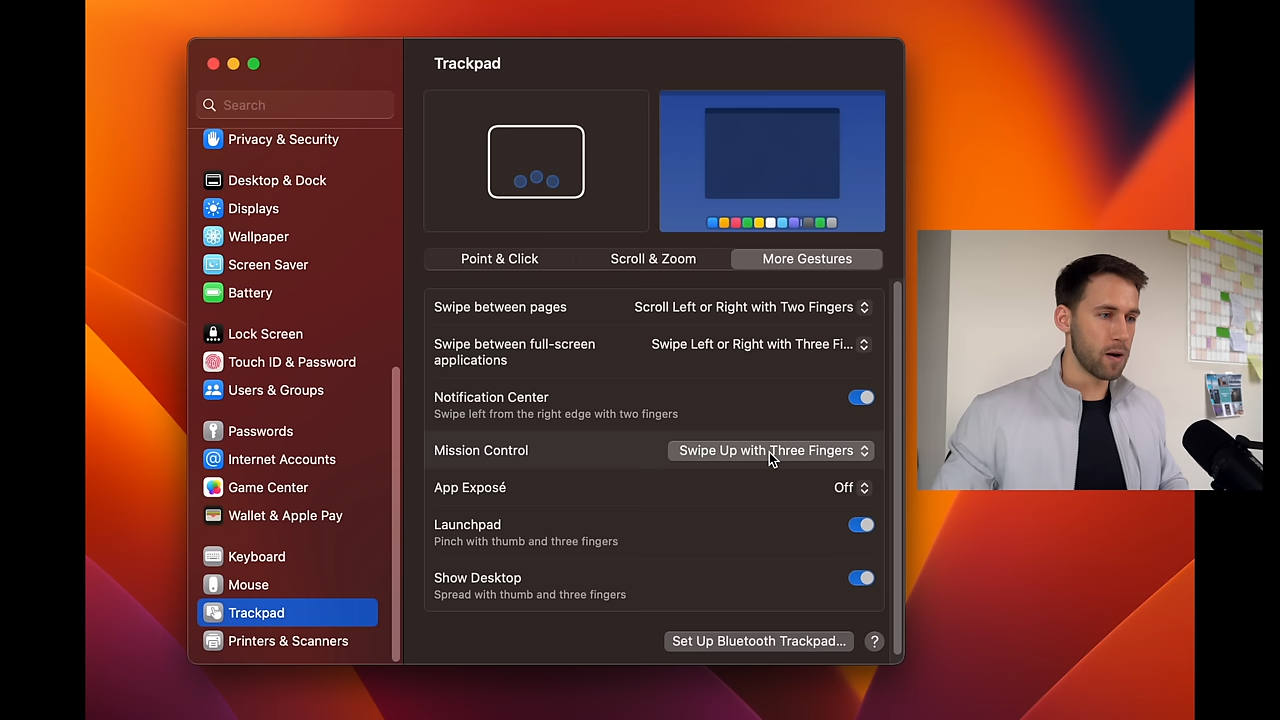 Search
Privacy & Security
Desktop & Dock
Displays
Wallpaper
Screen Saver
Battery
Lock Screen
Touch ID & Password
Users & Groups
Passwords
Internet Accounts
Game Center
Wallet & Apple Pay
Keyboard
Mouse
Trackpad
Printers & Scanners
Trackpad
Point & Click
Scroll & Zoom
More Gestures
Swipe between pages
Scroll Left or Right with Two Fingers
Swipe between full-screen
applications
Swipe Left or Right with Three Fi...
Notification Center
Swipe left from the right edge with two fingers
Mission Control
Swipe Up with Three Fingers
App Exposé
Off
Launchpad
Pinch with thumb and three fingers
Show Desktop
Spread with thumb and three fingers
Set Up Bluetooth Trackpad...
?